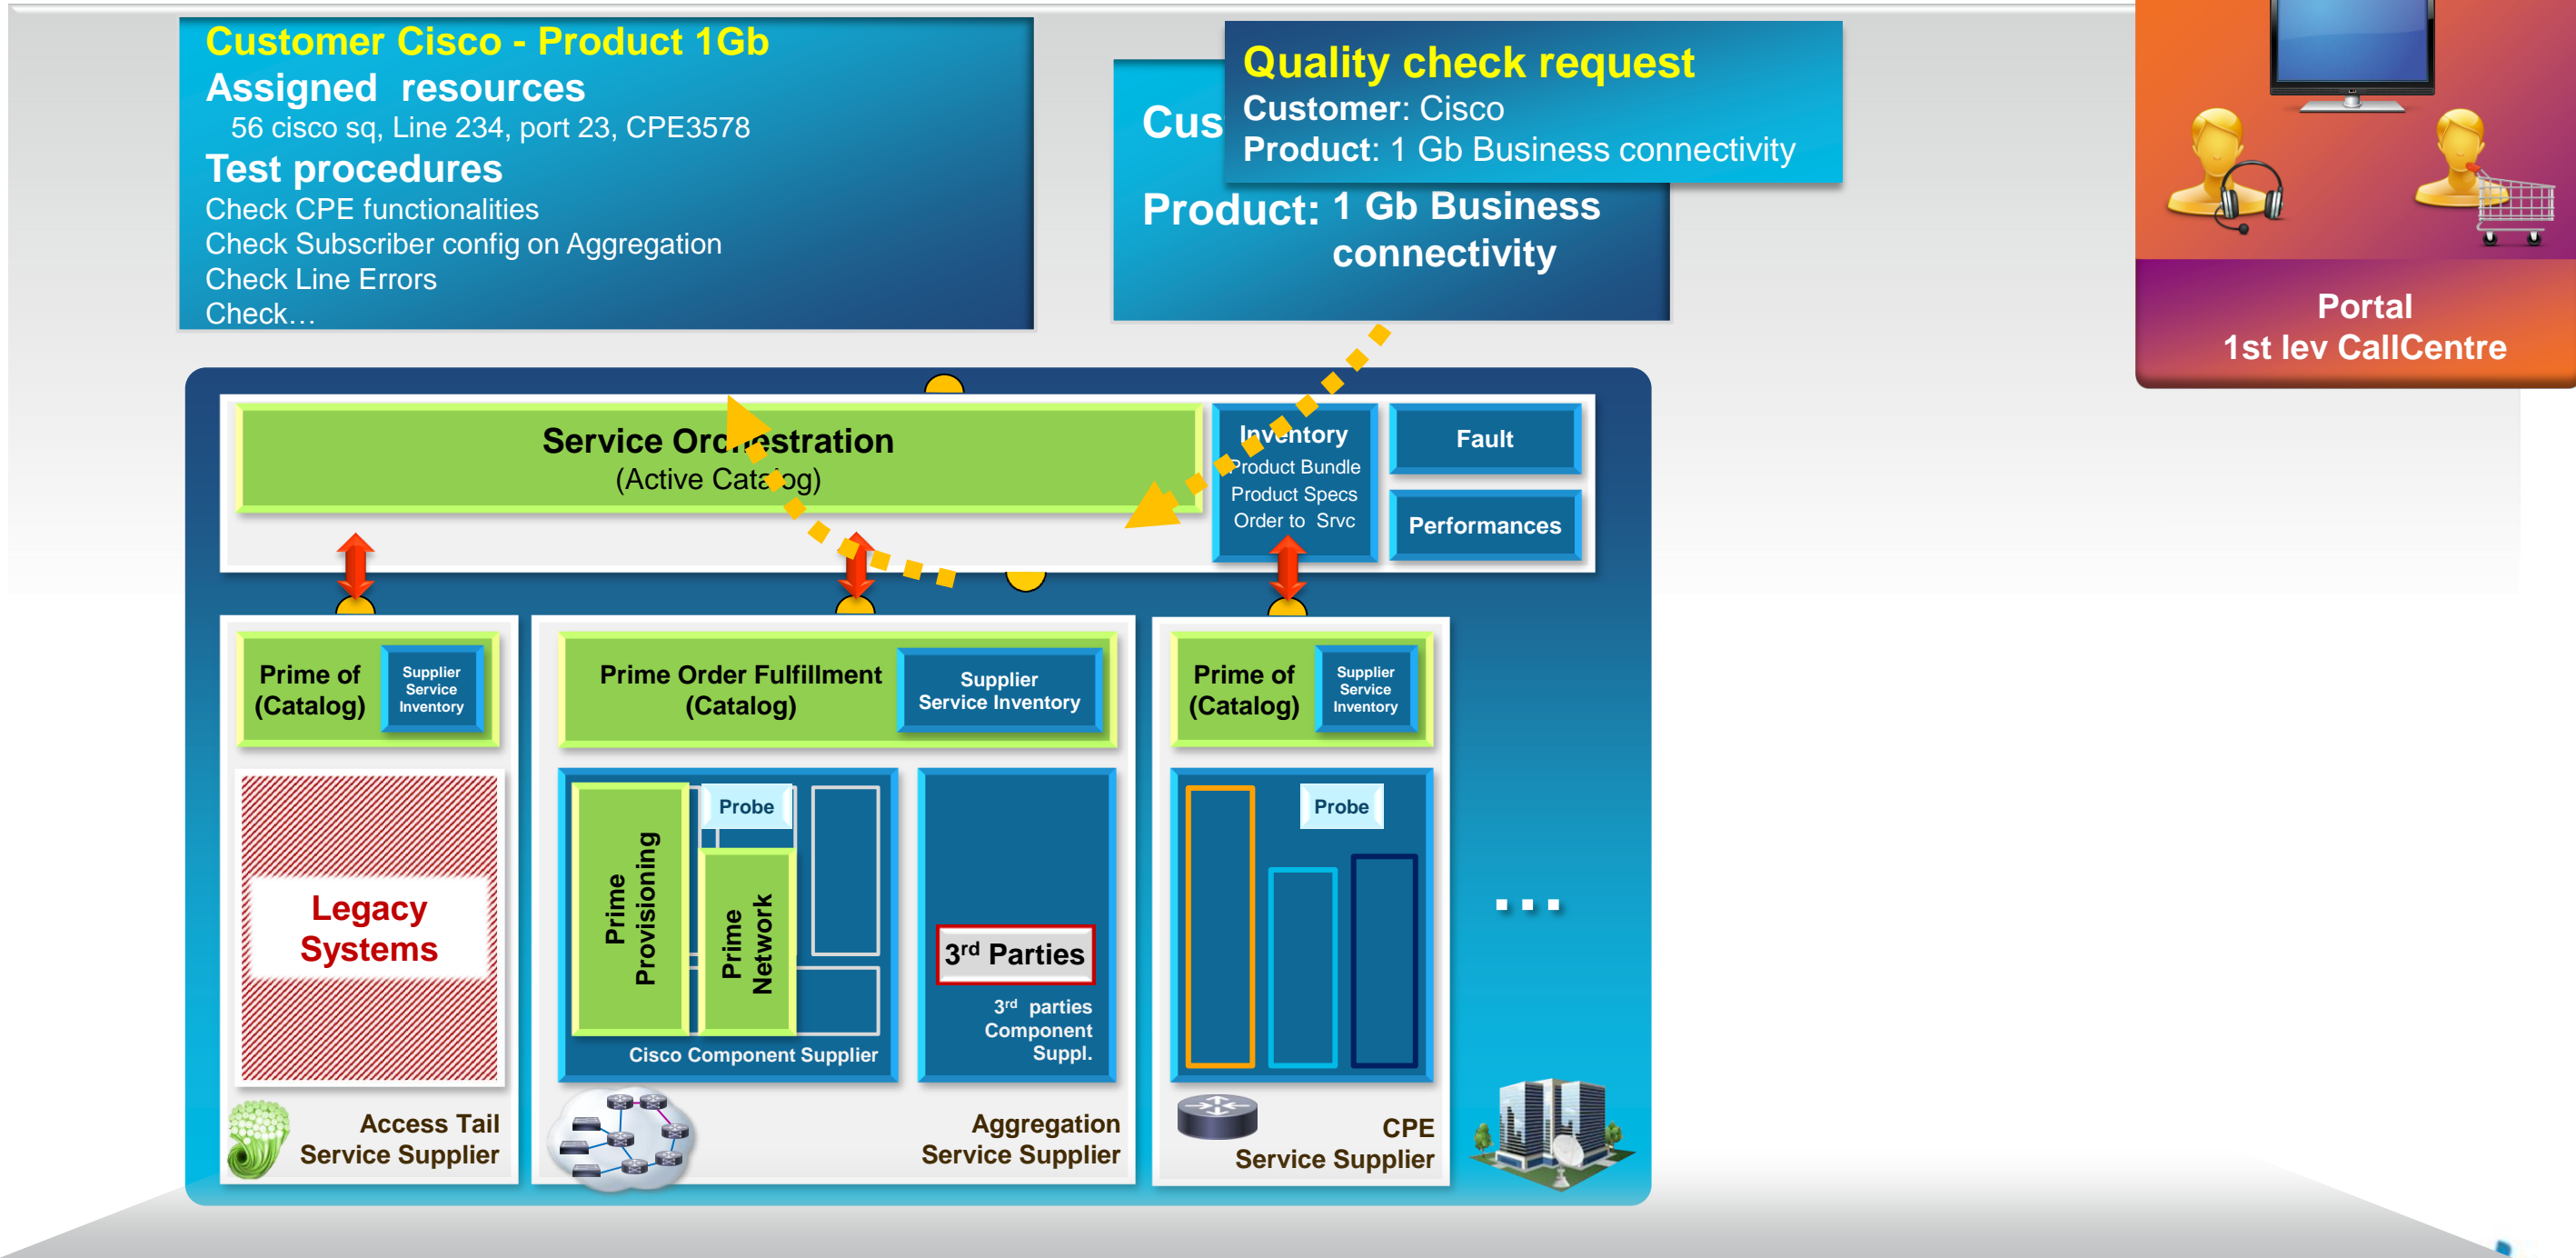 Customer Cisco - Product 1Gb
Assigned resources
56 cisco sq, Line 234, port 23, CPE3578
Test procedures
Check CPE functionalities
Check Subscriber config on Aggregation
Check Line Errors
Check...
Quality check request
Customer: Cisco
Product: 1 Gb Business connectivity
Cus
Product: 1 Gb Business
connectivity
Portal
1st lev CallCentre
Service Orchestration
(Active Catalog)
Inventory
Product Bundle
Product Specs
Order to Srvc
Fault
Performances
Prime of
(Catalog)
Supplier
Service
Inventory
Prime Order Fulfillment
(Catalog)
Supplier
Service Inventory
Prime of
(Catalog)
Supplier
Service
Inventory
Legacy
Systems
Prime
Provisioning
Probe
Prime
Network
Cisco Component Supplier
3rd Parties
3rd parties
Component
Suppl.
Probe
...
Access Tail
Service Supplier
Aggregation
Service Supplier
CPE
Service Supplier